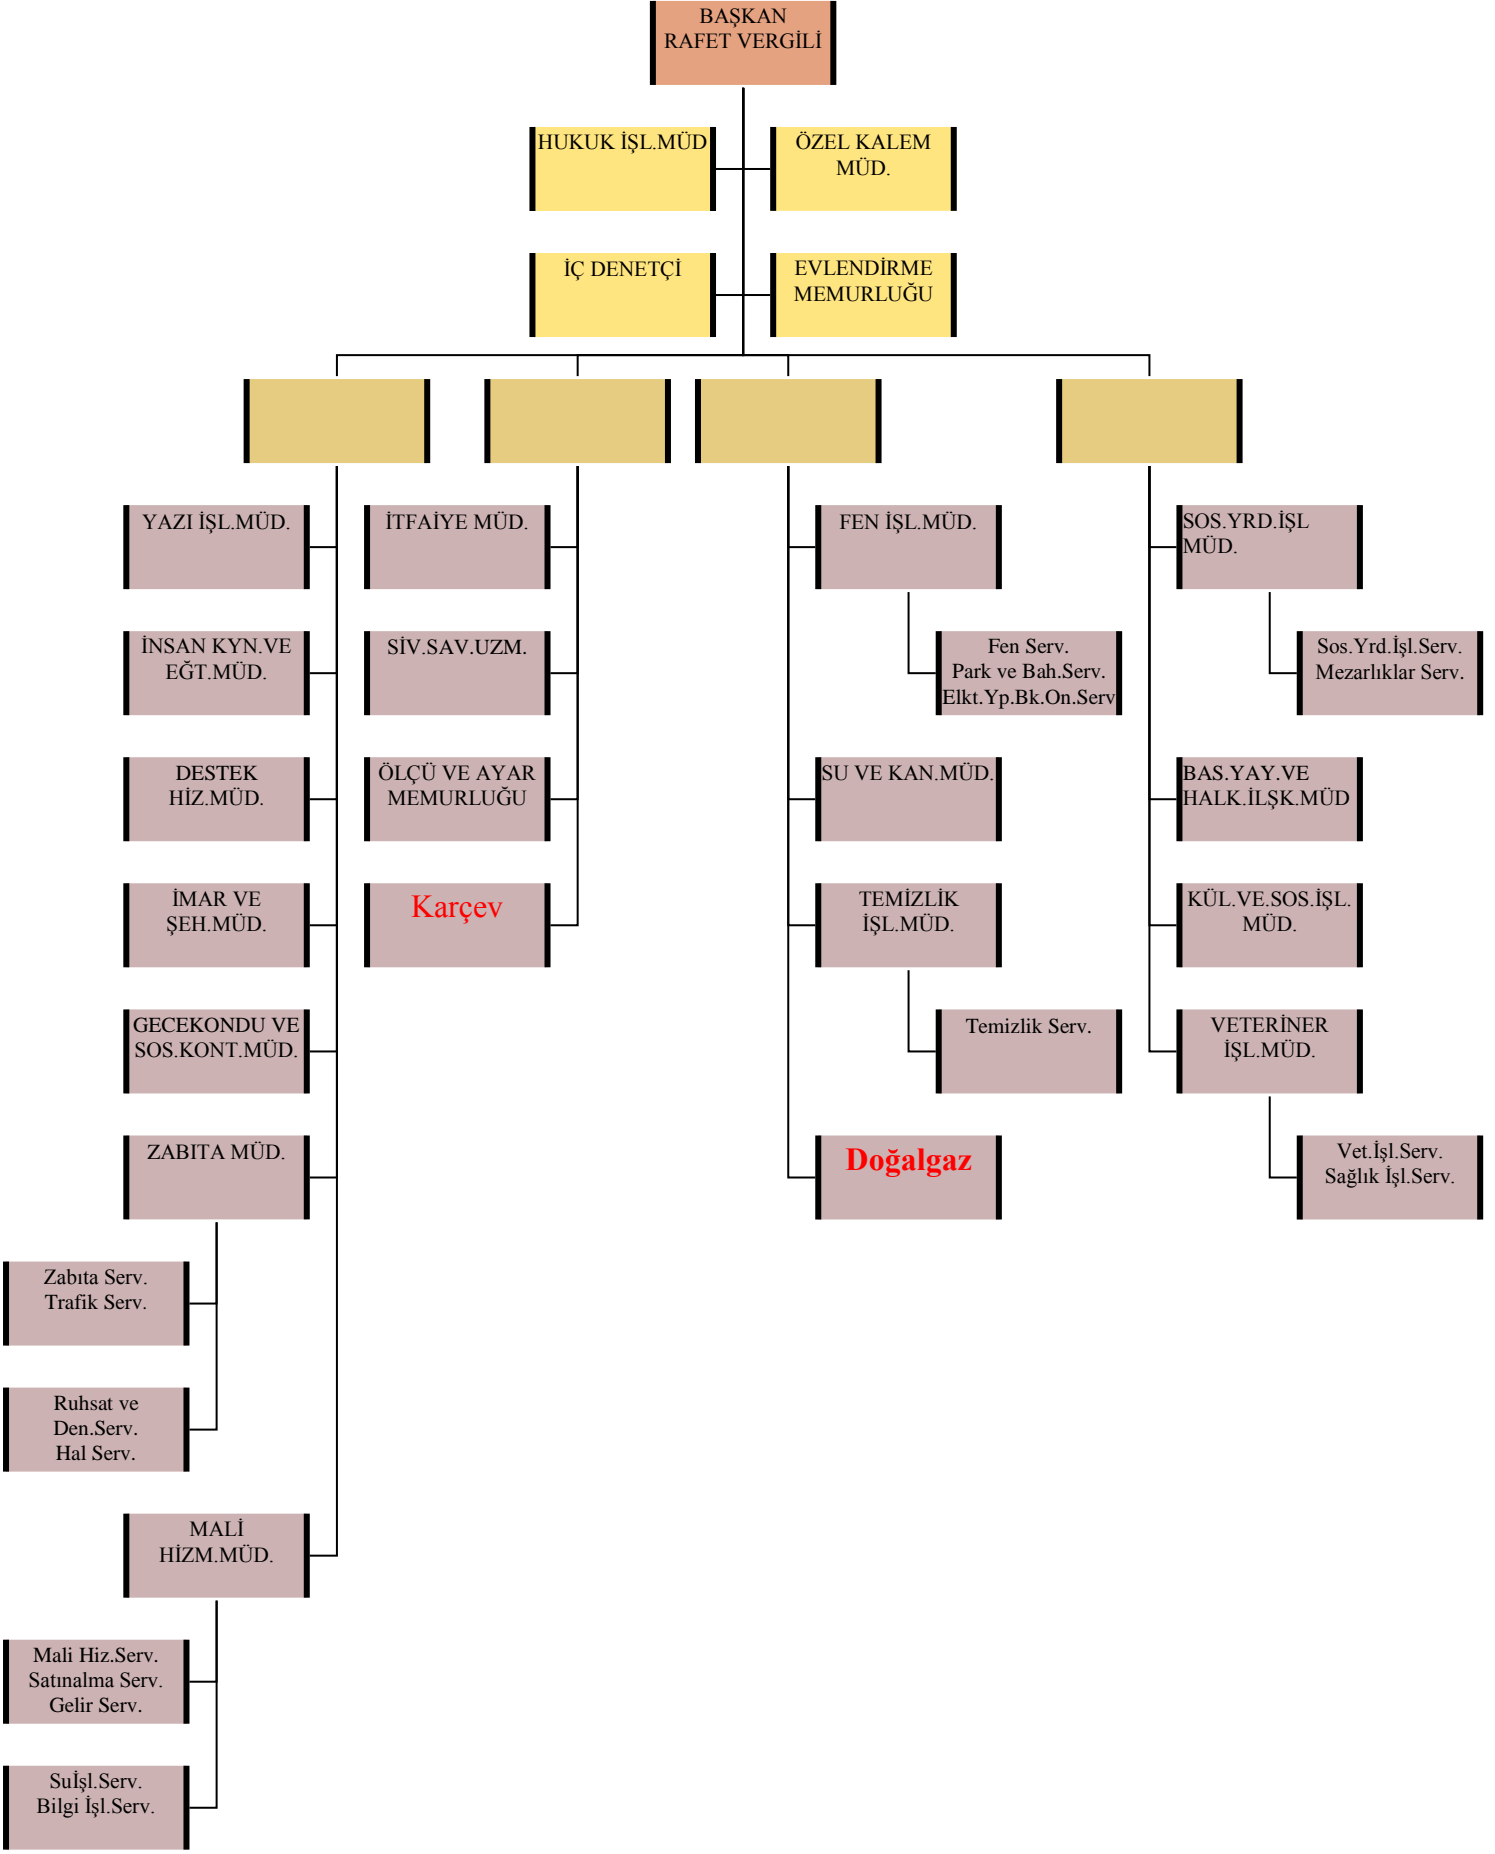 BAŞKAN
RAFET VERGİLİ
HUKUK İŞL.MÜD
ÖZEL KALEM
MÜD.
İÇ DENETÇİ
EVLENDİRME
MEMURLUĞU
YAZI İŞL.MÜD.
İNSAN KYN.VE
EĞT.MÜD.
DESTEK
HİZ.MÜD.
İMAR VE
ŞEH.MÜD.
GECEKONDU VE
SOS.KONT.MÜD.
ZABITA MÜD.
Zabıta Serv.
Trafik Serv.
Ruhsat ve
Den.Serv.
Hal Serv.
MALİ
HİZM.MÜD.
Mali Hiz.Serv.
Satınalma Serv.
Gelir Serv.
Suİşl.Serv.
Bilgi İşl.Serv.
İTFAİYE MÜD.
SİV.SAV.UZM.
ÖLÇÜ VE AYAR
MEMURLUĞU
Karçev
FEN İŞL.MÜD.
Fen Serv.
Park ve Bah.Serv.
Elkt.Yp.Bk.On.Serv
SU VE KAN.MÜD.
TEMİZLİK
İŞL.MÜD.
Temizlik Serv.
Doğalgaz
SOS.YRD.İŞL
MÜD.
Sos.Yrd.İşl.Serv.
Mezarlıklar Serv.
BAS.YAY.VE
HALK.İLŞK.MÜD
KÜL.VE.SOS.İŞL.
MÜD.
VETERİNER
İŞL.MÜD.
Vet.İşl.Serv.
Sağlık İşl.Serv.